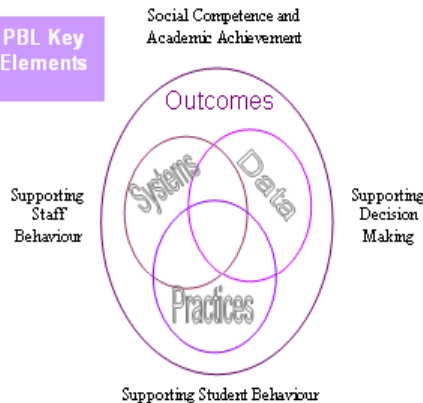 PBL Key
Elements
Social Competence and
Academic Achievement
Outcomes
Systems
Data
Supporting
Staff
Behaviour
Supporting
Decision
Making
Practices
Supporting Student Behaviour